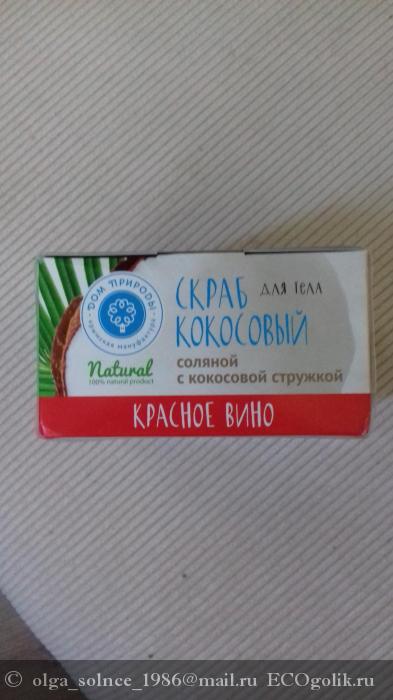 ДОМ ПРИРОДЫ
крымская мануфактура
СКРАБ ДЛЯ ТЕЛА
КОКОСОВЫЙ
соляной
с кокосовой стружкой
Natural
100% natural product
КРАСНОЕ ВИНО
© olga_solnce_1986@mail.ru ECOgolik.ru